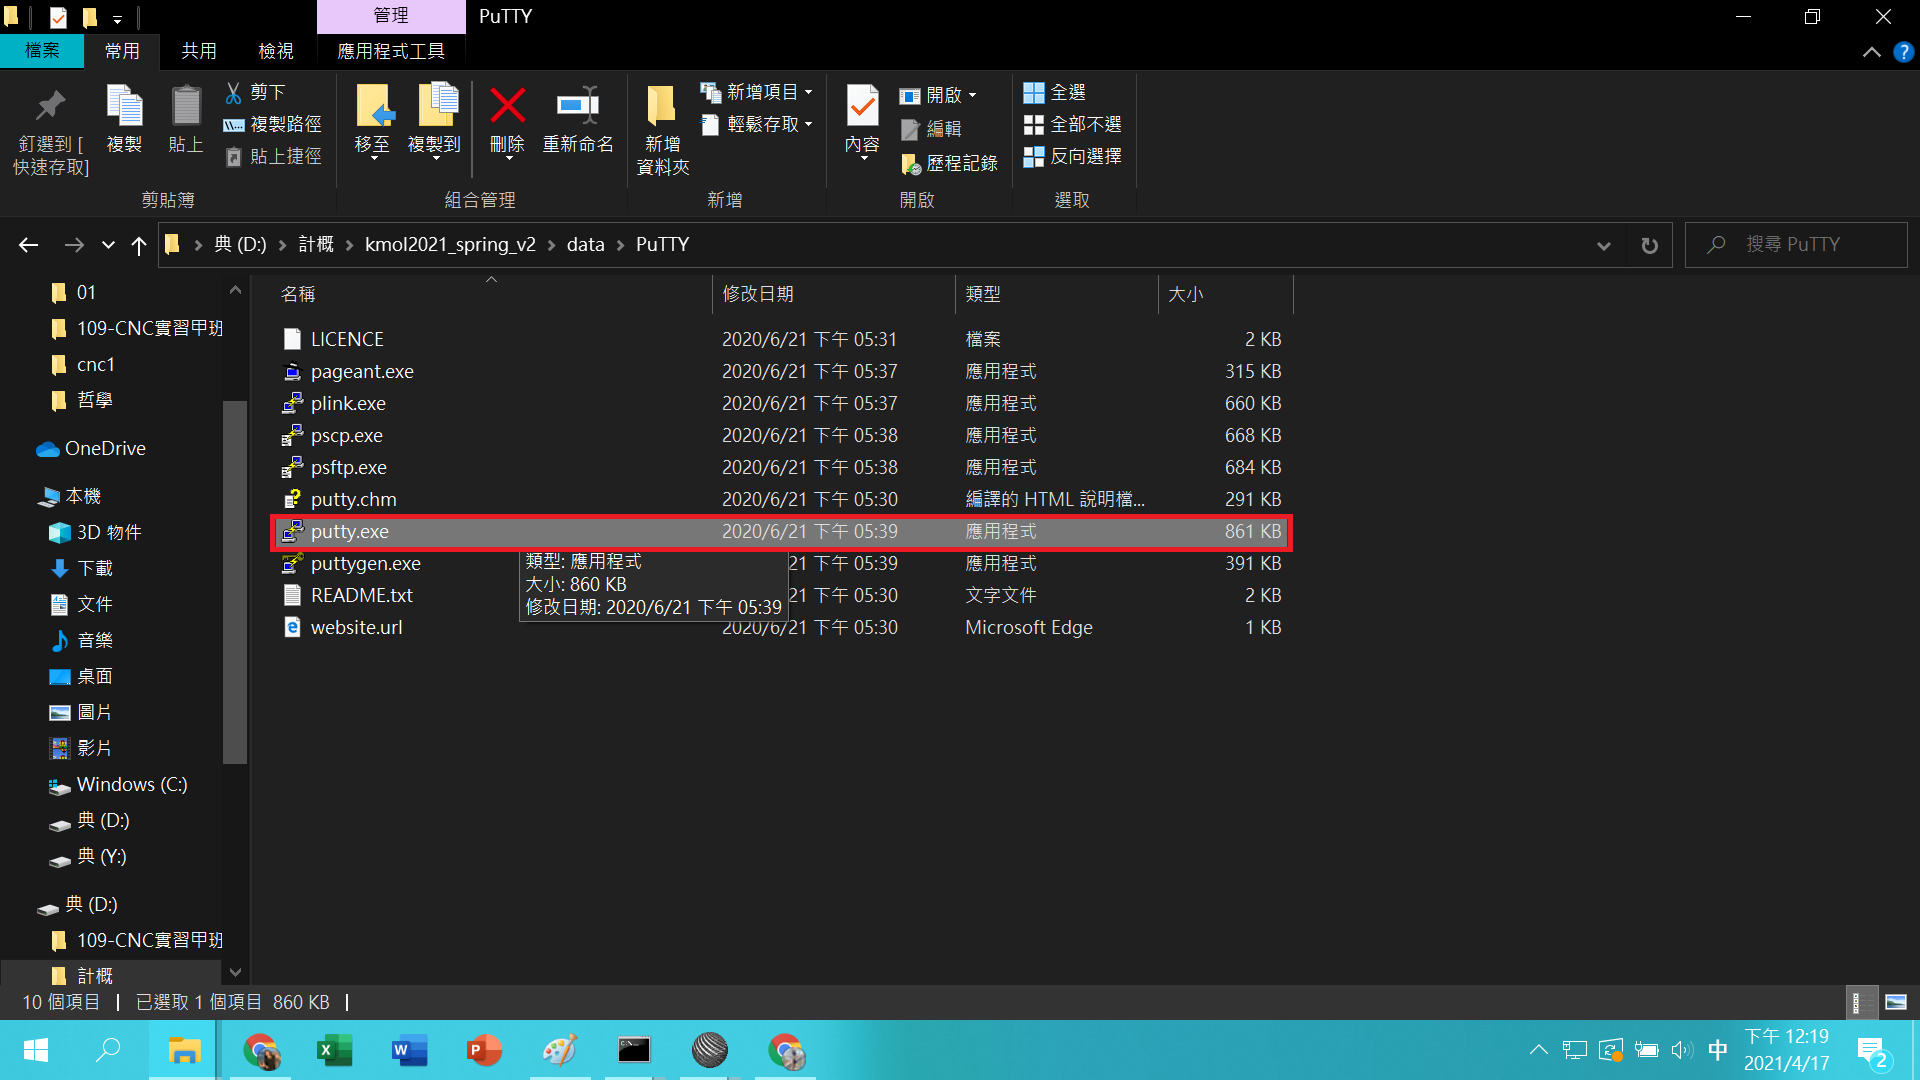 管理
PuTTY
檔案
常用
共用
檢視
應用程式工具
釘選到 [
快速存取]
複製
貼上
剪下
複製路徑
貼上捷徑
剪貼簿
移至
複製到
刪除
重新命名
組合管理
新增
資料夾
新增項目
輕鬆存取
新增
內容
開啟
編輯
歷程記錄
開啟
全選
全部不選
反向選擇
選取
典 (D:) › 計概 › kmol2021_spring_v2 › data › PuTTY
搜尋 PuTTY
01
109-CNC實習甲班
cnc1
哲學
OneDrive
本機
3D 物件
下載
文件
音樂
桌面
圖片
影片
Windows (C:)
典 (D:)
典 (Y:)
典 (D:)
109-CNC實習甲班
計概
名稱 修改日期 類型 大小
LICENCE 2020/6/21 下午 05:31 檔案 2 KB
pageant.exe 2020/6/21 下午 05:37 應用程式 315 KB
plink.exe 2020/6/21 下午 05:37 應用程式 660 KB
pscp.exe 2020/6/21 下午 05:38 應用程式 668 KB
psftp.exe 2020/6/21 下午 05:38 應用程式 684 KB
putty.chm 2020/6/21 下午 05:30 編譯的 HTML 說明檔... 291 KB
putty.exe 2020/6/21 下午 05:39 應用程式 861 KB
puttygen.exe 21 下午 05:39 應用程式 391 KB
README.txt 21 下午 05:30 文字文件 2 KB
website.url 2020/6/21 下午 05:30 Microsoft Edge 1 KB
類型: 應用程式
大小: 860 KB
修改日期: 2020/6/21 下午 05:39
10 個項目 已選取 1 個項目 860 KB
中
下午 12:19
2021/4/17
2